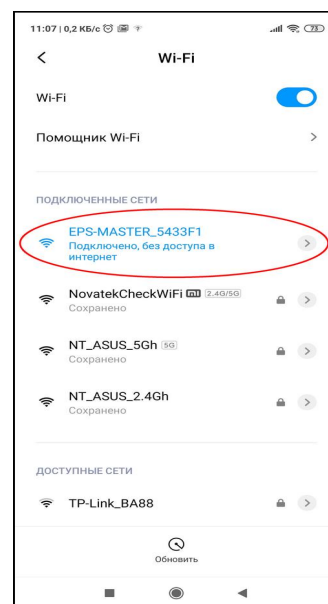 11:07 | 0,2 КБ/с
73
Wi-Fi
Wi-Fi
Помощник Wi-Fi
ПОДКЛЮЧЕННЫЕ СЕТИ
EPS-MASTER_5433F1
Подключено, без доступа в
интернет
NovatekCheckWiFi 2.4G/5G
Сохранено
NT_ASUS_5Gh 5G
Сохранено
NT_ASUS_2.4Gh
Сохранено
ДОСТУПНЫЕ СЕТИ
TP-Link_BA88
Обновить